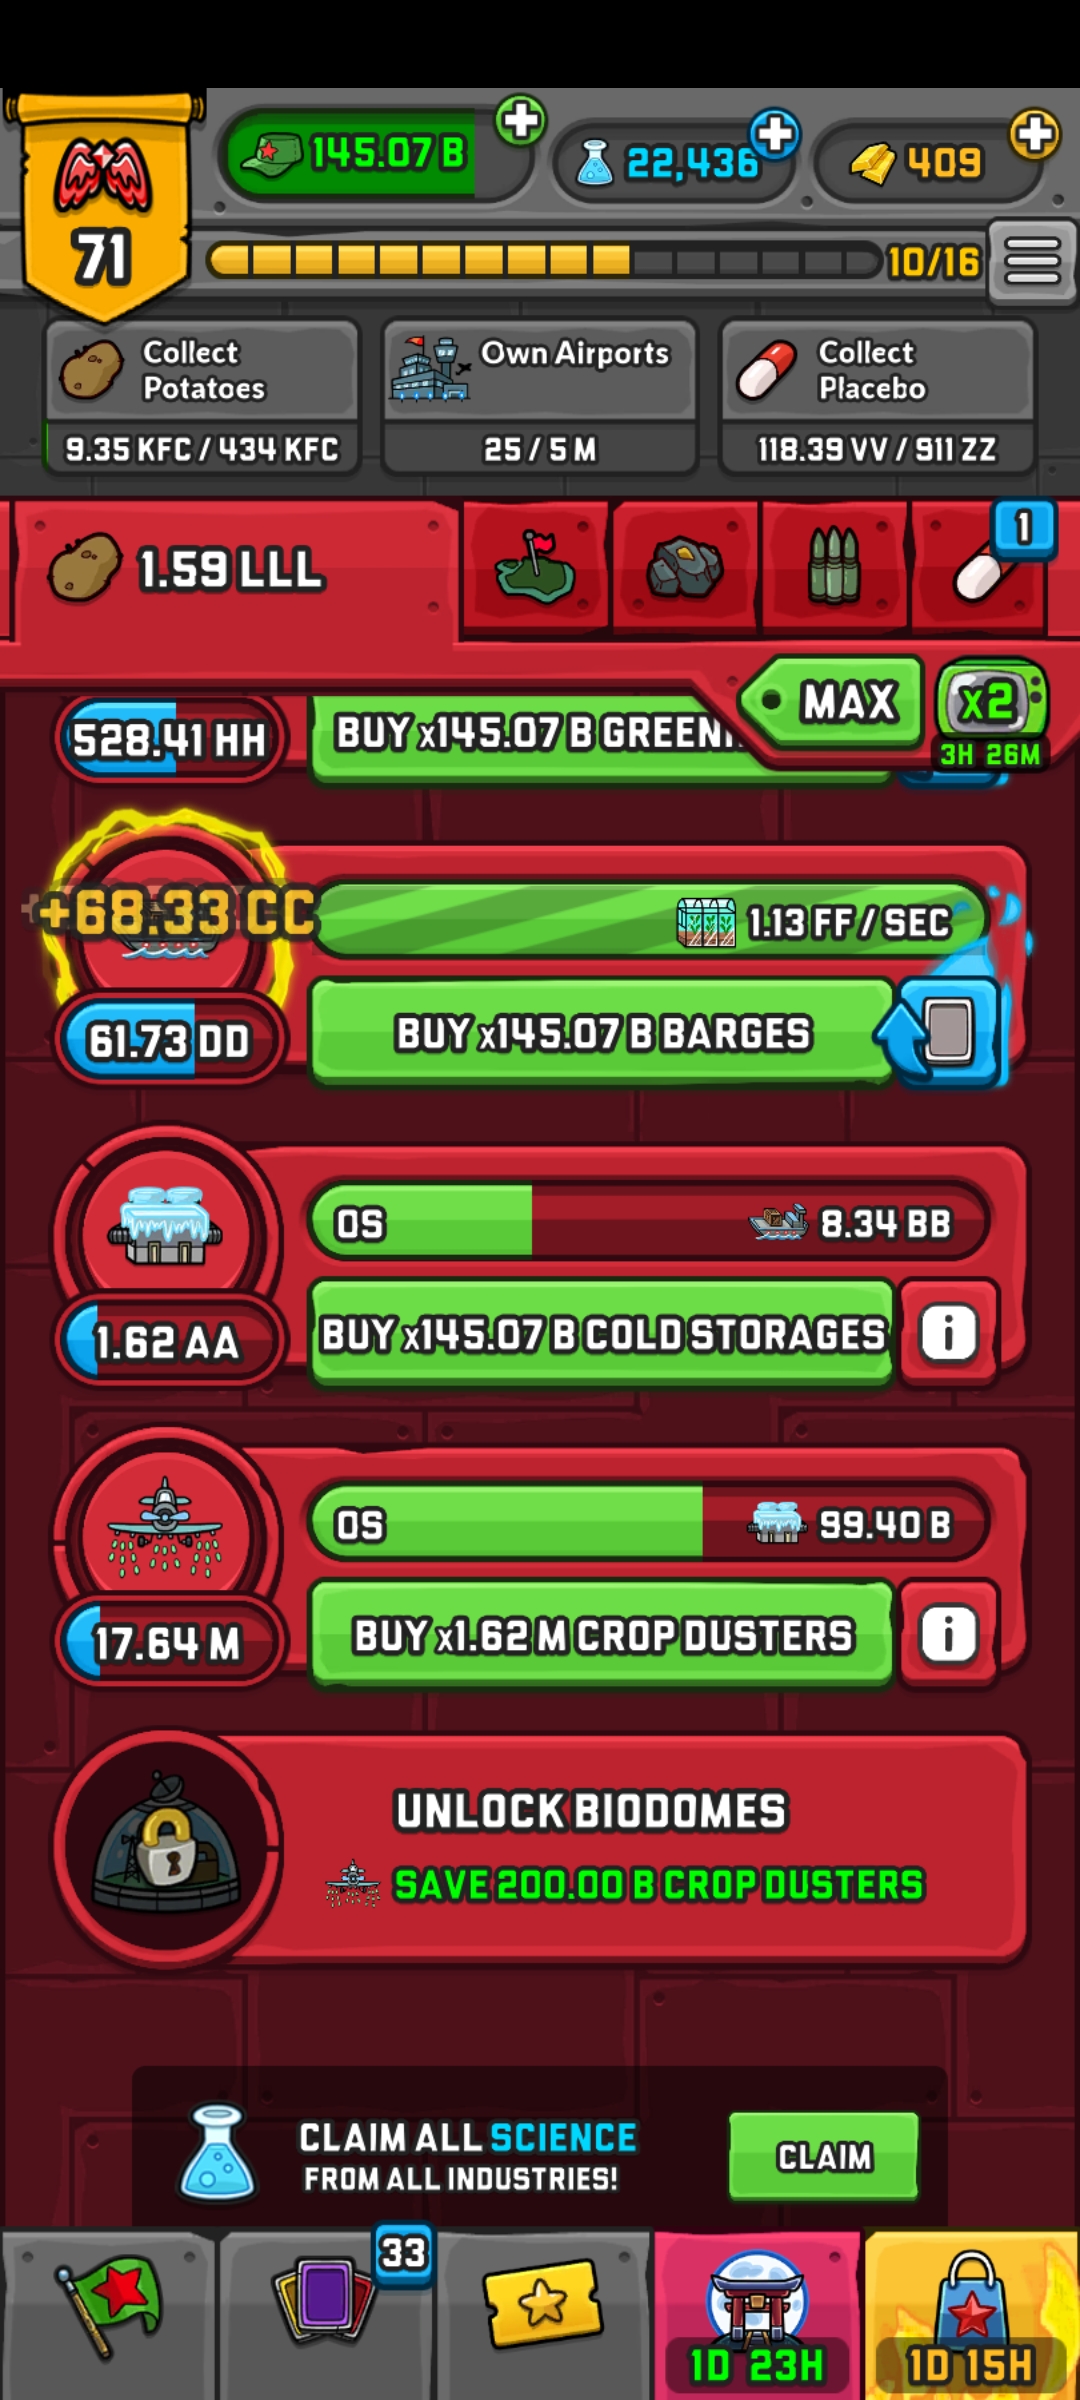 145.07 B
22,436
409
71
10/16
Collect
Potatoes
Own Airports
Collect
Placebo
9.35 KFC / 434 KFC
25 / 5 M
118.39 VV / 911 ZZ
1.59 LLL
1
MAX
x2
3H 26M
528.41 HH
BUY x145.07 B GREEN
+68.33 CC
1.13 FF / SEC
61.73 DD
BUY x145.07 B BARGES
0S
8.34 BB
1.62 AA
BUY x145.07 B COLD STORAGES
i
0S
99.40 B
17.64 M
BUY x1.62 M CROP DUSTERS
i
UNLOCK BIODOMES
SAVE 200.00 B CROP DUSTERS
CLAIM ALL SCIENCE
FROM ALL INDUSTRIES!
CLAIM
33
1D 23H
1D 15H